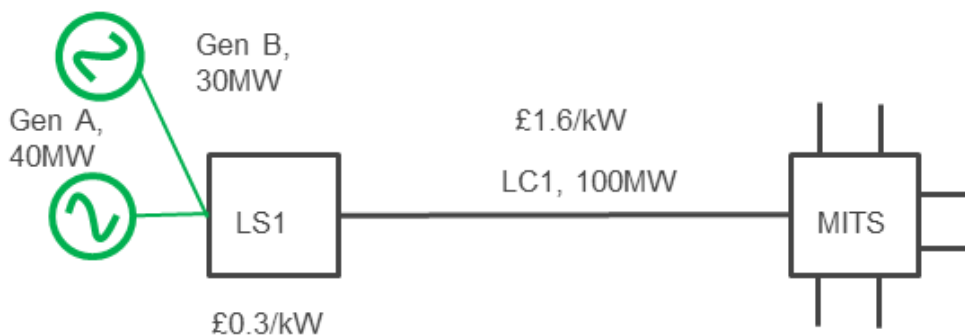 Gen B,
30MW
Gen A,
40MW
£1.6/kW
LC1, 100MW
LS1
MITS
£0.3/kW